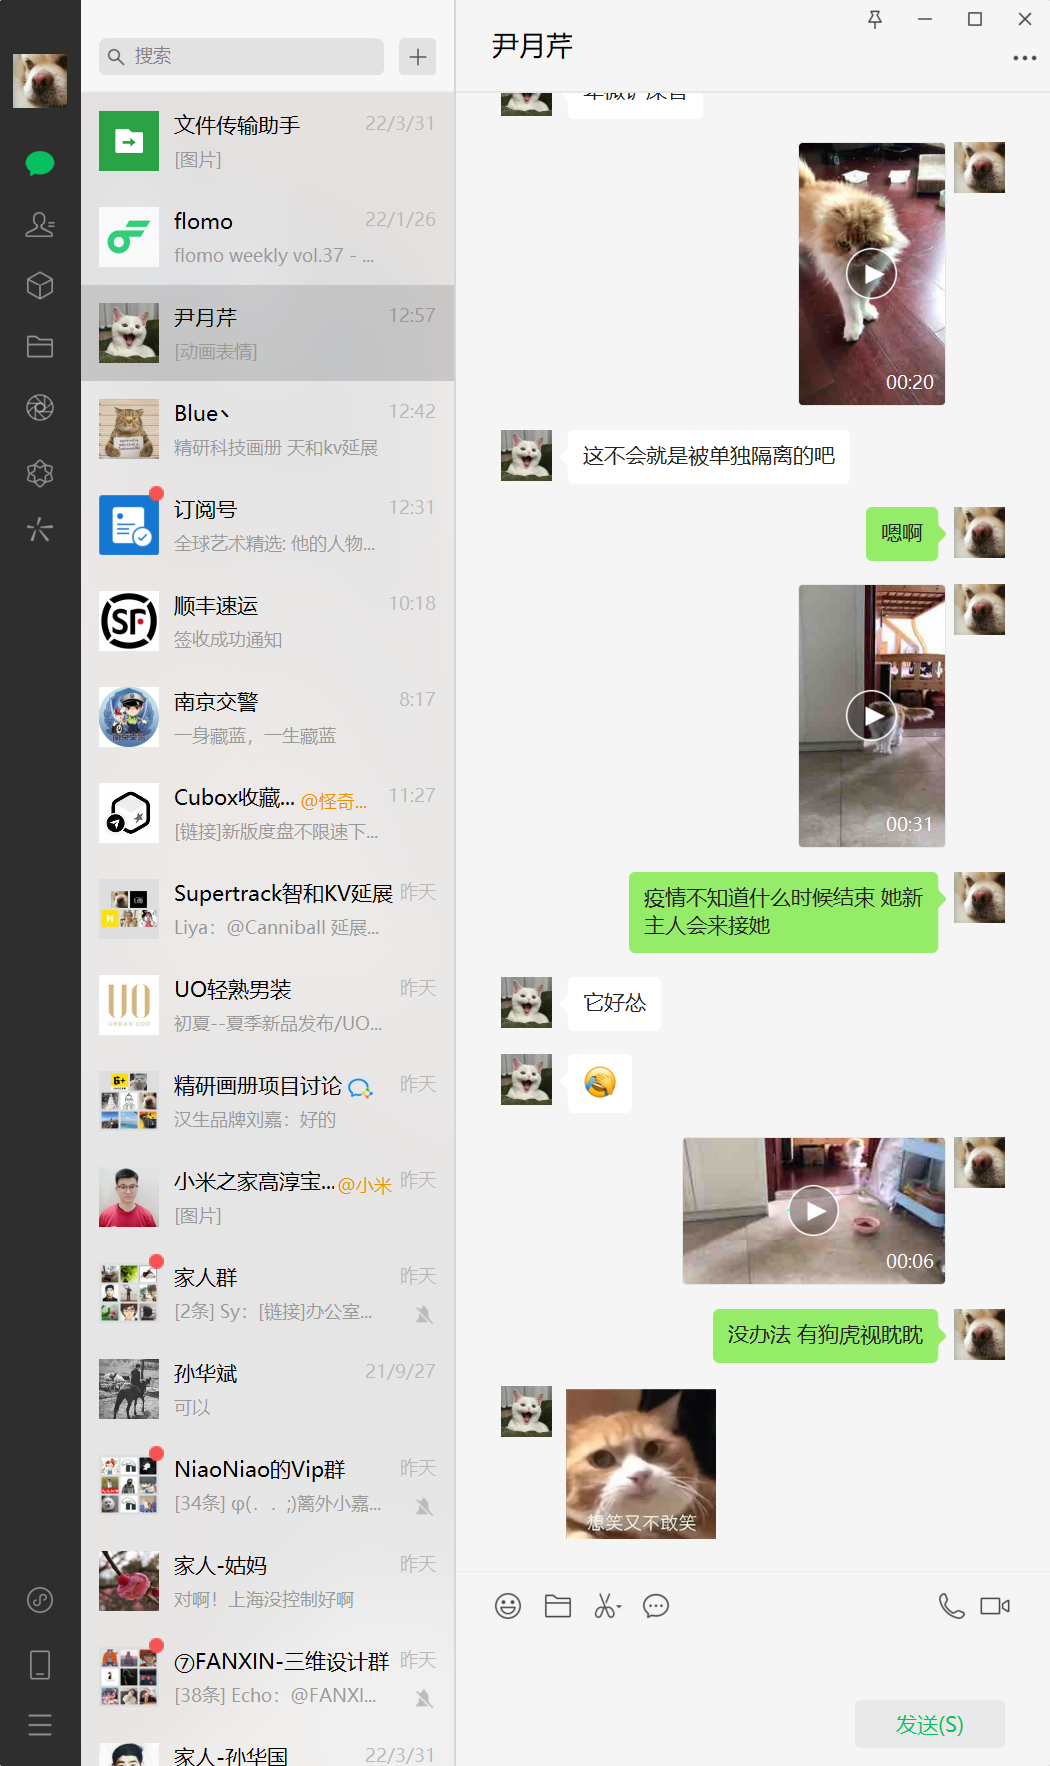 搜索
文件传输助手 22/3/31
[图片]
flomo 22/1/26
flomo weekly vol.37 - ...
尹月芹 12:57
[动画表情]
Blue丶 12:42
精研科技画册 天和kv延展
订阅号 12:31
全球艺术精选: 他的人物...
SF
顺丰速运 10:18
签收成功通知
南京交警 8:17
一身藏蓝，一生藏蓝
Cubox收藏... @怪奇... 11:27
[链接]新版度盘不限速下...
Supertrack智和KV延展 昨天
Liya：@Canniball 延展...
UO
URBAN ODO
UO轻熟男装 昨天
初夏--夏季新品发布/UO...
G+
精研画册项目讨论 昨天
汉生品牌刘嘉：好的
小米之家高淳宝... @小米 昨天
[图片]
家人群 昨天
[2条] Sy：[链接]办公室...
孙华斌 21/9/27
可以
NiaoNiao的Vip群 昨天
[34条] φ(．．;)篱外小嘉...
家人-姑妈 昨天
对啊！上海没控制好啊
⑦FANXIN-三维设计群 昨天
[38条] Echo：@FANXI...
家人-孙华国 22/3/31
尹月芹
00:20
这不会就是被单独隔离的吧
嗯啊
00:31
疫情不知道什么时候结束 她新
主人会来接她
它好怂
00:06
没办法 有狗虎视眈眈
想笑又不敢笑
发送(S)